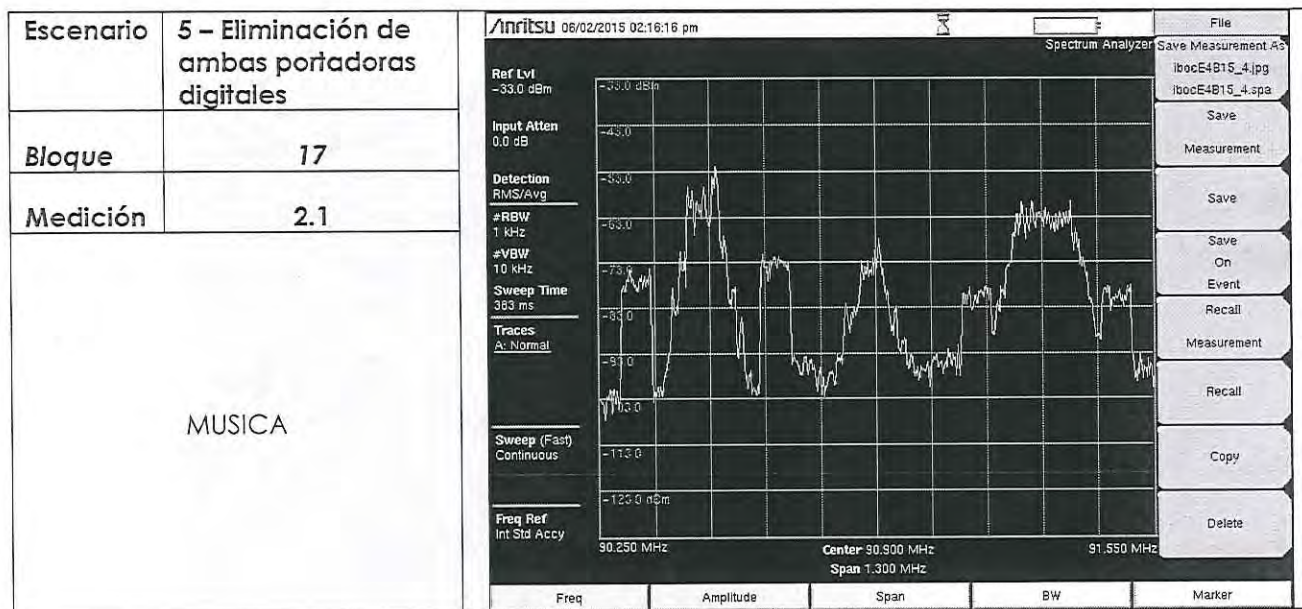 Escenario
5 – Eliminación de
ambas portadoras
digitales
Bloque
17
Medición
2.1
MUSICA
Anritsu 06/02/2015 02:16:16 pm
Spectrum Analyzer
Ref Lvl
-33.0 dBm
Input Atten
0.0 dB
Detection
RMS/Avg
#RBW
1 kHz
#VBW
10 kHz
Sweep Time
383 ms
Traces
A: Normal
Sweep (Fast)
Continuous
Freq Ref
Int Std Accy
-33.0 dBm
-43.0
-53.0
-63.0
-73.0
-83.0
-93.0
-113.0
-123.0 dBm
90.250 MHz
Center 90.900 MHz
91.550 MHz
Span 1.300 MHz
File
Save Measurement As
ibocE4B15_4.jpg
ibocE4B15_4.spa
Save
Measurement
Save
Save
On
Event
Recall
Measurement
Recall
Copy
Delete
Freq
Amplitude
Span
BW
Marker